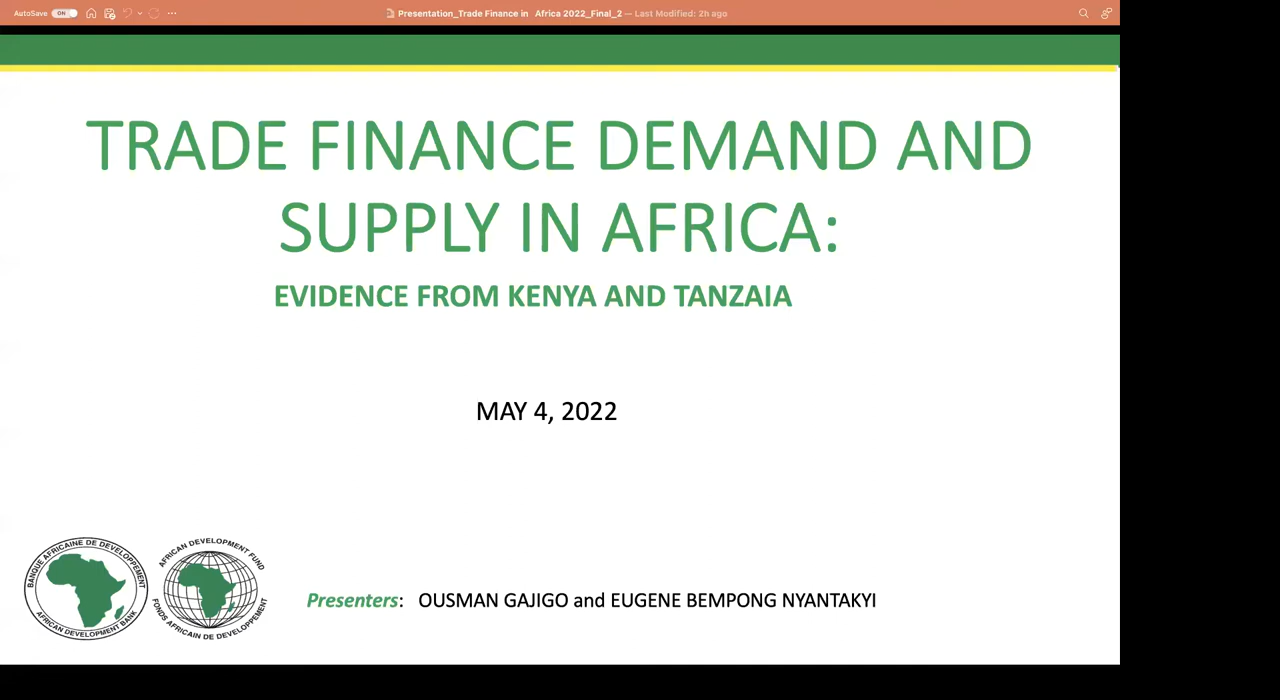 AutoSave ON Presentation_Trade Finance in Africa 2022_Final_2 — Last Modified: 2h ago
TRADE FINANCE DEMAND AND
SUPPLY IN AFRICA:
EVIDENCE FROM KENYA AND TANZAIA
MAY 4, 2022
BANQUE AFRICAINE DE DEVELOPPEMENT
AFRICAN DEVELOPMENT BANK
AFRICAN DEVELOPMENT FUND
FONDS AFRICAIN DE DEVELOPPEMENT
Presenters: OUSMAN GAJIGO and EUGENE BEMPONG NYANTAKYI